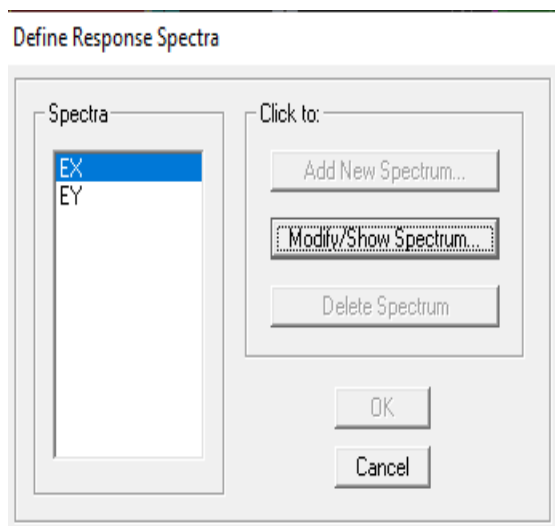 Define Response Spectra
Spectra
EX
EY
Click to:
Add New Spectrum...
Modify/Show Spectrum...
Delete Spectrum
OK
Cancel